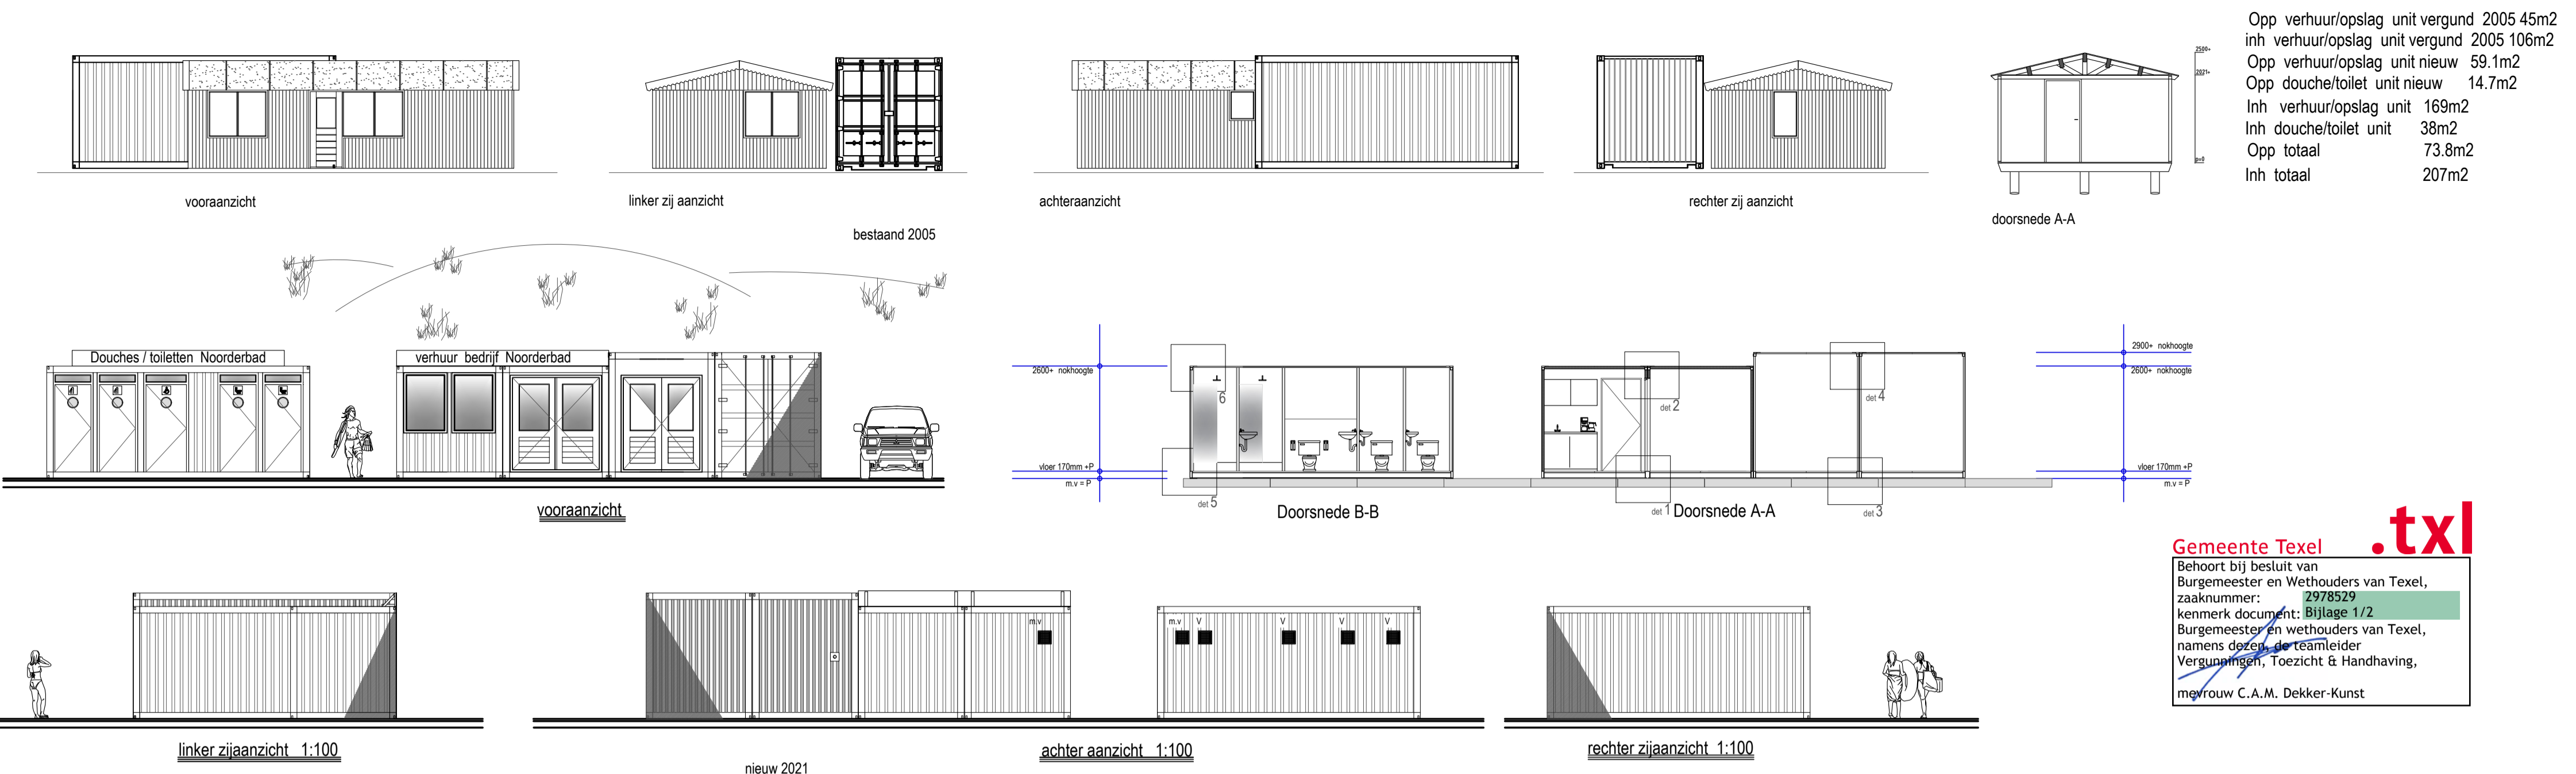 Opp verhuur/opslag unit vergund 2005 45m2
inh verhuur/opslag unit vergund 2005 106m2
Opp verhuur/opslag unit nieuw 59.1m2
Opp douche/toilet unit nieuw 14.7m2
Inh verhuur/opslag unit 169m2
Inh douche/toilet unit 38m2
Opp totaal 73.8m2
Inh totaal 207m2
2500+
2021+
p=0
vooraanzicht
linker zij aanzicht
achteraanzicht
rechter zij aanzicht
doorsnede A-A
bestaand 2005
Douches / toiletten Noorderbad
verhuur bedrijf Noorderbad
vooraanzicht
2600+ nokhoogte
vloer 170mm +P
m.v = P
6
det 5
Doorsnede B-B
det 2
det 4
det 1
Doorsnede A-A
det 3
2900+ nokhoogte
2600+ nokhoogte
vloer 170mm +P
m.v = P
.txl
Gemeente Texel
Behoort bij besluit van
Burgemeester en Wethouders van Texel,
zaaknummer: 2978529
kenmerk document: Bijlage 1/2
Burgemeester en wethouders van Texel,
namens dezen, de teamleider
Vergunningen, Toezicht & Handhaving,
mevrouw C.A.M. Dekker-Kunst
m.v
m.v V V V V
linker zijaanzicht 1:100
achter aanzicht 1:100
rechter zijaanzicht 1:100
nieuw 2021